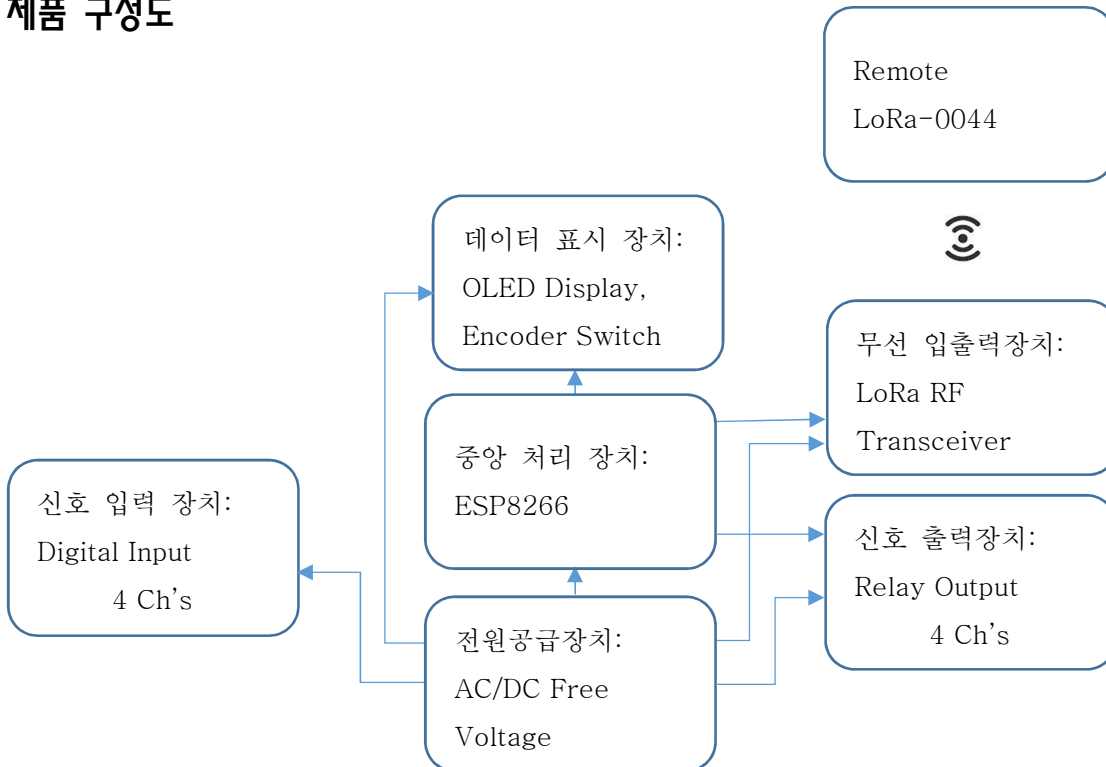 제품 구성도
Remote
LoRa-0044
데이터 표시 장치:
OLED Display,
Encoder Switch
무선 입출력장치:
LoRa RF
Transceiver
중앙 처리 장치:
ESP8266
신호 입력 장치:
Digital Input
4 Ch's
신호 출력장치:
Relay Output
4 Ch's
전원공급장치:
AC/DC Free
Voltage